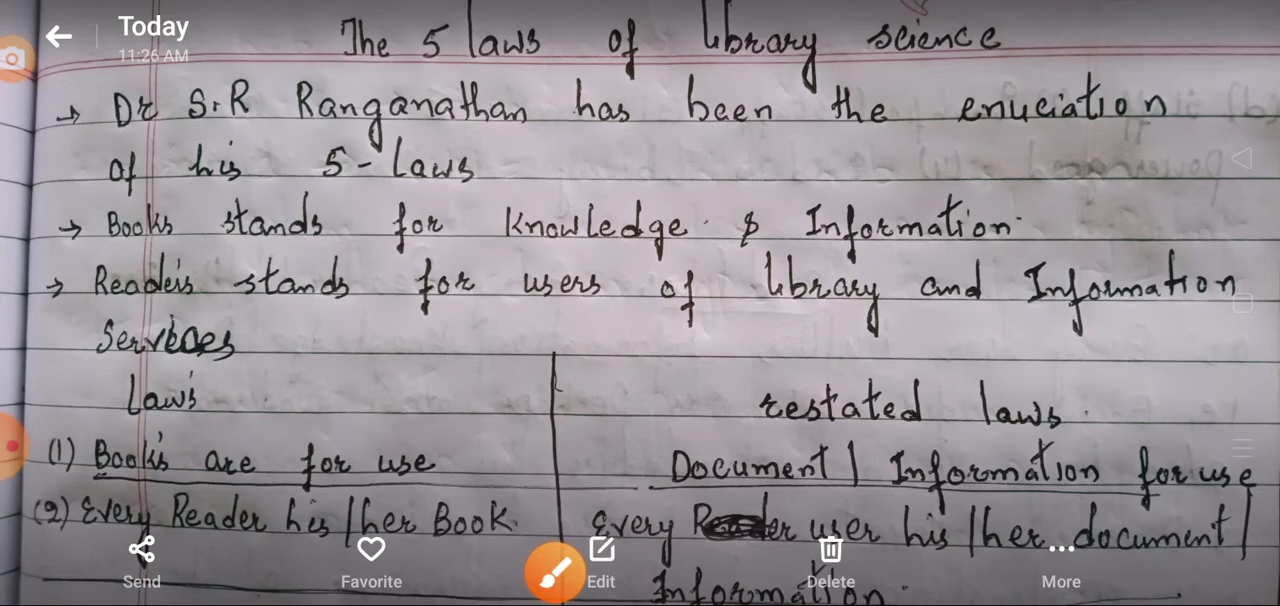 Today
11:26 AM
The 5 laws of library science
→ Dr S.R Ranganathan has been the enuciation
of his 5-Laws
→ Books stands for Knowledge & Information.
→ Readers stands for users of library and Information
Services
Laws
restated laws.
(1) Books are for use
Document / Information for use
(2) Every Reader his/her Book.
Every user his/her document/
Information.
Send
Favorite
Edit
Delete
More